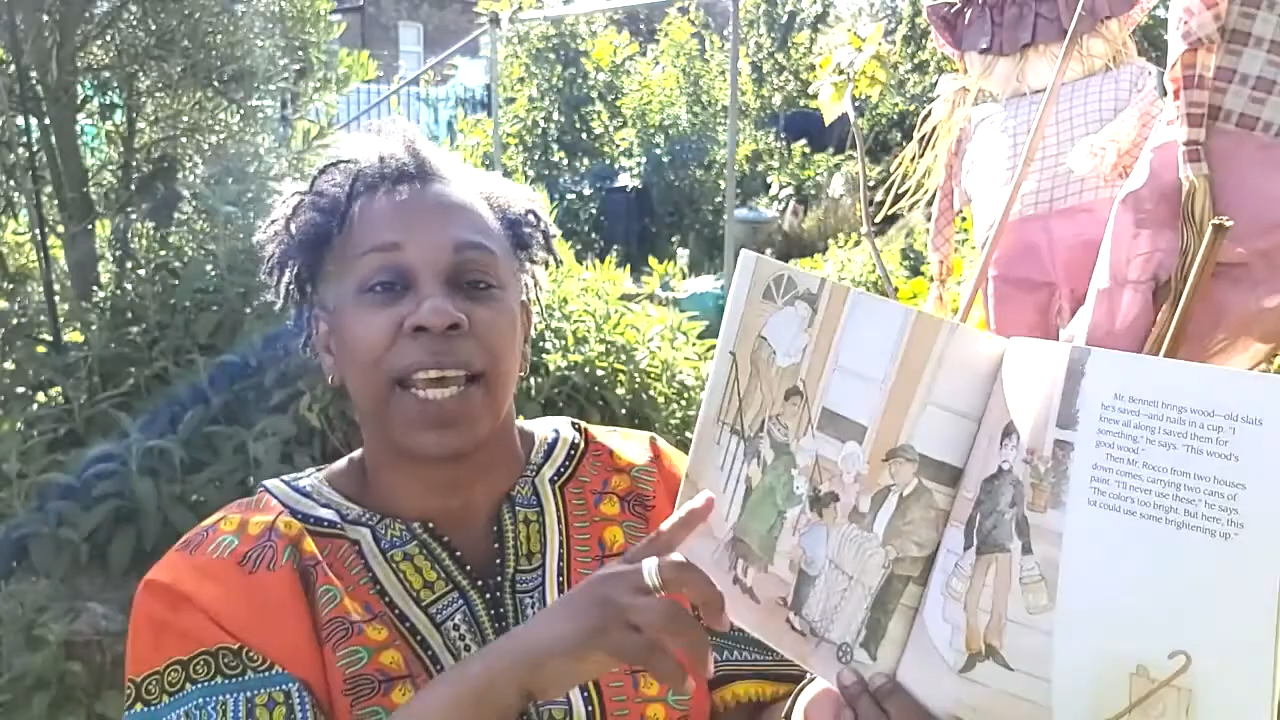 Mr. Bennett brings wood—old slats
he's saved—and nails in a cup. "I
knew all along I saved them for
something," he says. "This wood's
good wood."
Then Mr. Rocco from two houses
down comes, carrying two cans of
paint. "I'll never use these," he says.
"The color's too bright. But here, this
lot could use some brightening up."